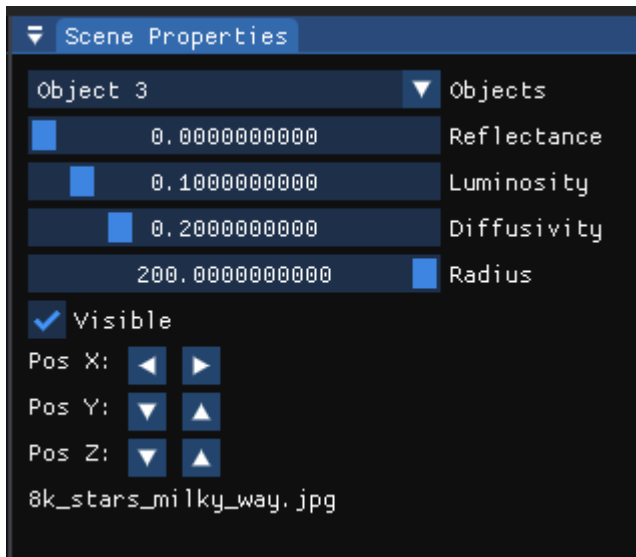 Scene Properties
Object 3 Objects
0.0000000000 Reflectance
0.1000000000 Luminosity
0.2000000000 Diffusivity
200.0000000000 Radius
Visible
Pos X:
Pos Y:
Pos Z:
8k_stars_milky_way.jpg